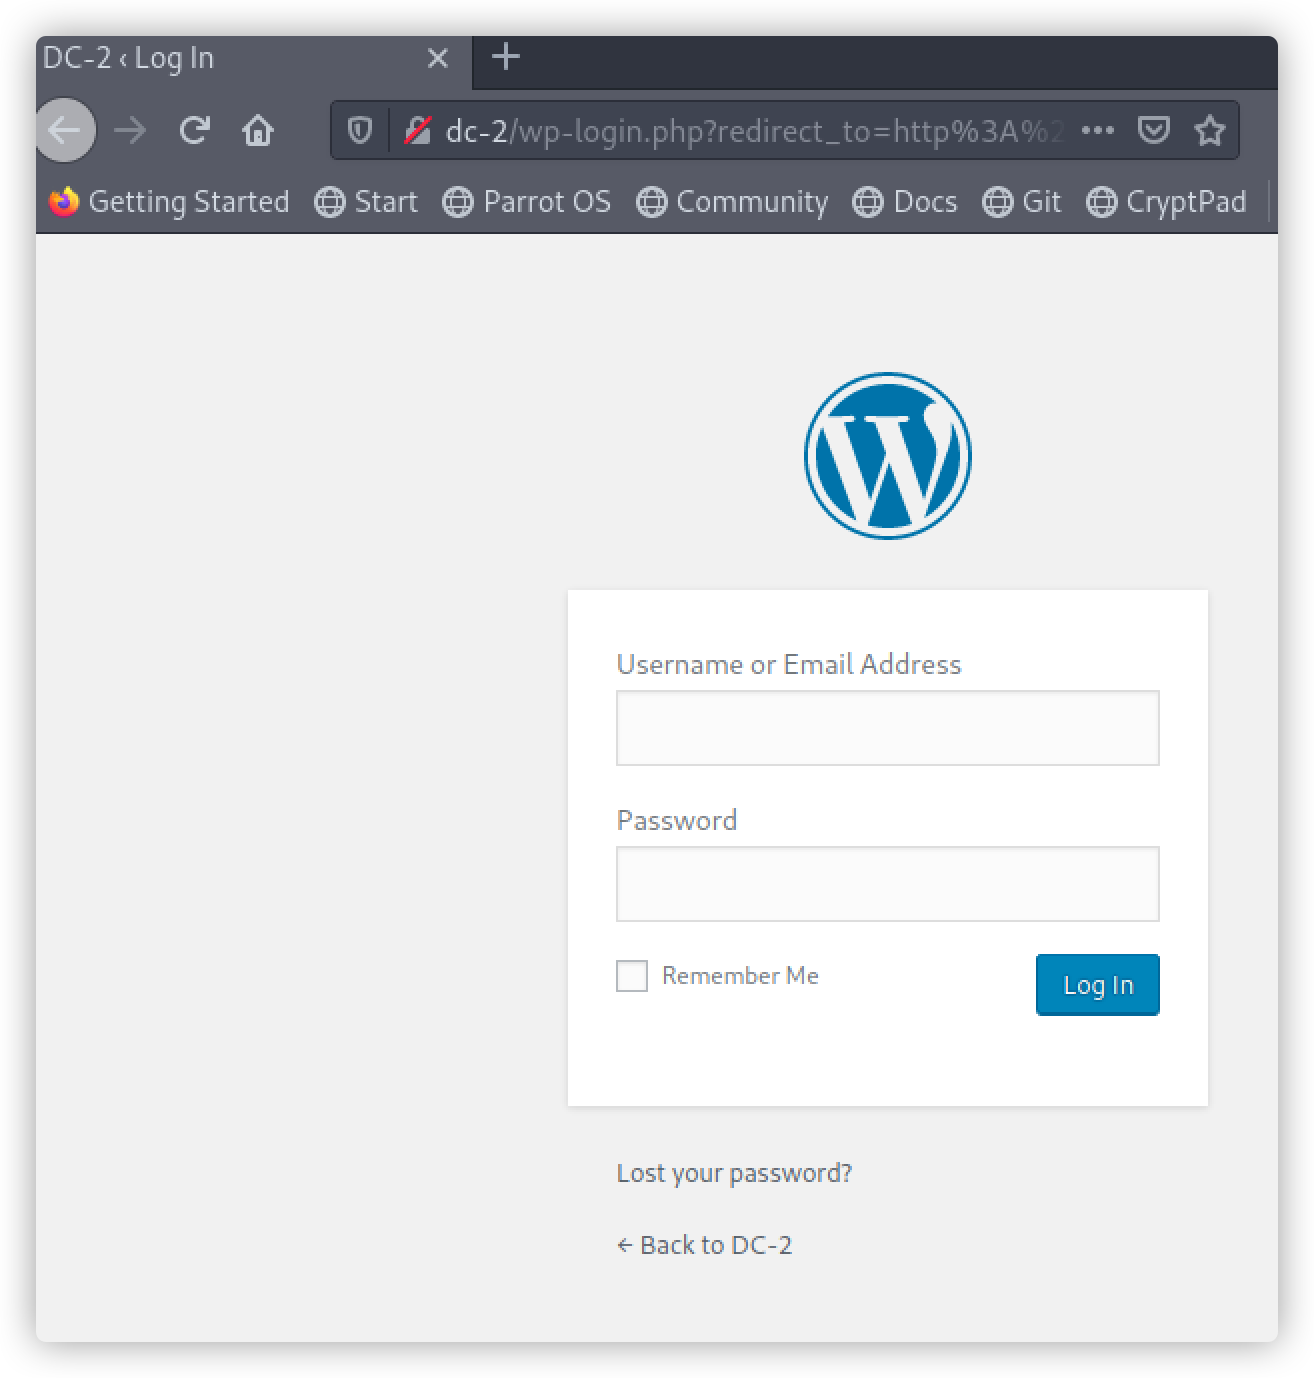 DC-2 ‹ Log In
dc-2/wp-login.php?redirect_to=http%3A%2
Getting Started Start Parrot OS Community Docs Git CryptPad
Username or Email Address
Password
Remember Me Log In
Lost your password?
← Back to DC-2